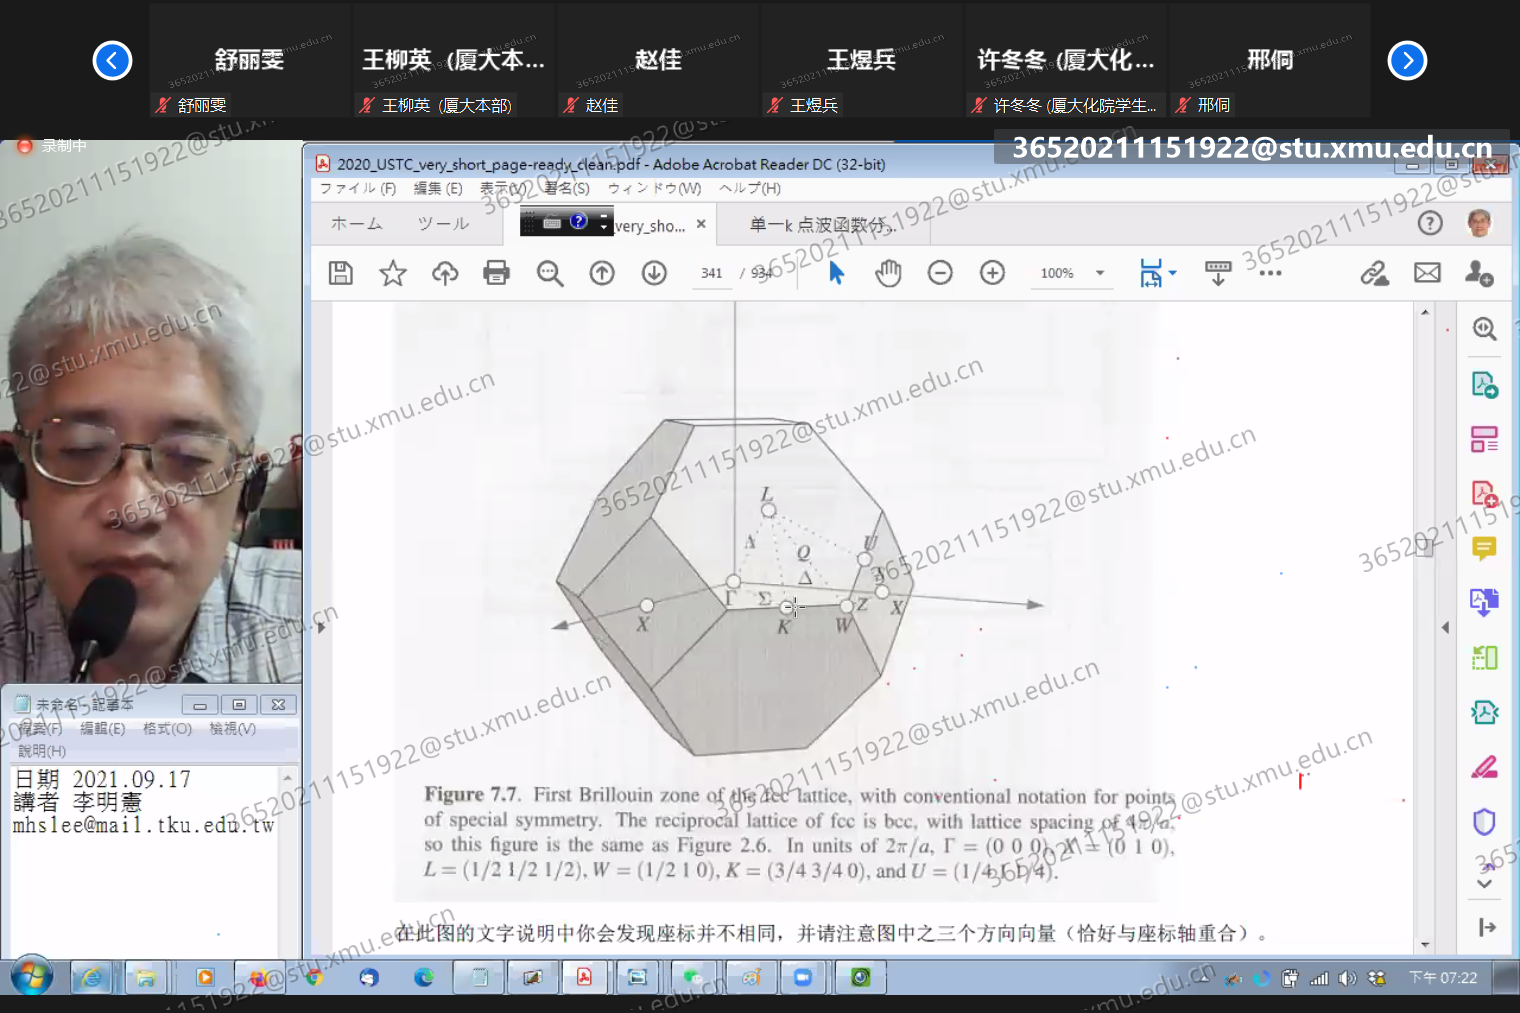 舒丽雯
王柳英（厦大本...
赵佳
王煜兵
许冬冬 (厦大化...
邢侗
舒丽雯
王柳英（厦大本部)
赵佳
王煜兵
许冬冬 (厦大化院学生...
邢侗
录制中
36520211151922@stu.xmu.edu.cn
2020_USTC_very_short_page-ready_clean.pdf - Adobe Acrobat Reader DC (32-bit)
ファイル (F) 編集 (E) 表示(V) 署名(S) ウィンドウ(W) ヘルプ(H)
ホーム ツール very_sho... × 单一k 点波函数分...
341 / 934 100%
L
Λ Q U
Δ S
Γ Σ Z X
X K W
Figure 7.7. First Brillouin zone of the fcc lattice, with conventional notation for points
of special symmetry. The reciprocal lattice of fcc is bcc, with lattice spacing of 4π/a,
so this figure is the same as Figure 2.6. In units of 2π/a, Γ = (0 0 0), X = (0 1 0),
L = (1/2 1/2 1/2), W = (1/2 1 0), K = (3/4 3/4 0), and U = (1/4 1 1/4).
在此图的文字说明中你会发现座标并不相同，并请注意图中之三个方向向量（恰好与座标轴重合）。
未命名 - 記事本
檔案(F) 編輯(E) 格式(O) 檢視(V)
說明(H)
日期 2021.09.17
講者 李明憲
mhslee@mail.tku.edu.tw
下午 07:22